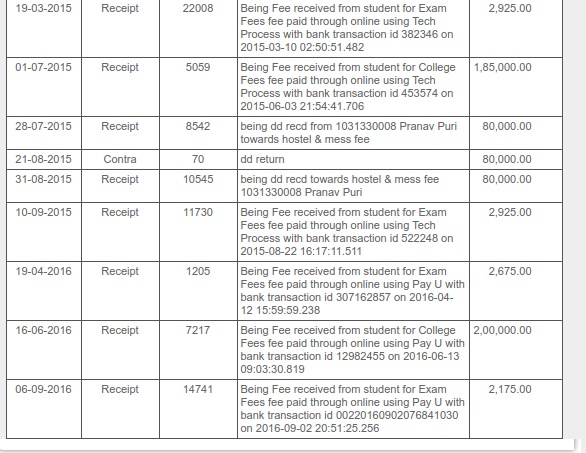 19-03-2015 Receipt 22008 Being Fee received from student for Exam 2,925.00
Fees fee paid through online using Tech
Process with bank transaction id 382346 on
2015-03-10 02:50:51.482
01-07-2015 Receipt 5059 Being Fee received from student for College 1,85,000.00
Fees fee paid through online using Tech
Process with bank transaction id 453574 on
2015-06-03 21:54:41.706
28-07-2015 Receipt 8542 being dd recd from 1031330008 Pranav Puri 80,000.00
towards hostel & mess fee
21-08-2015 Contra 70 dd return 80,000.00
31-08-2015 Receipt 10545 being dd recd towards hostel & mess fee 80,000.00
1031330008 Pranav Puri
10-09-2015 Receipt 11730 Being Fee received from student for Exam 2,925.00
Fees fee paid through online using Tech
Process with bank transaction id 522248 on
2015-08-22 16:17:11.511
19-04-2016 Receipt 1205 Being Fee received from student for Exam 2,675.00
Fees fee paid through online using Pay U with
bank transaction id 307162857 on 2016-04-
12 15:59:59.238
16-06-2016 Receipt 7217 Being Fee received from student for College 2,00,000.00
Fees fee paid through online using Pay U with
bank transaction id 12982455 on 2016-06-13
09:03:30.819
06-09-2016 Receipt 14741 Being Fee received from student for Exam 2,175.00
Fees fee paid through online using Pay U with
bank transaction id 00220160902076841030
on 2016-09-02 20:51:25.256